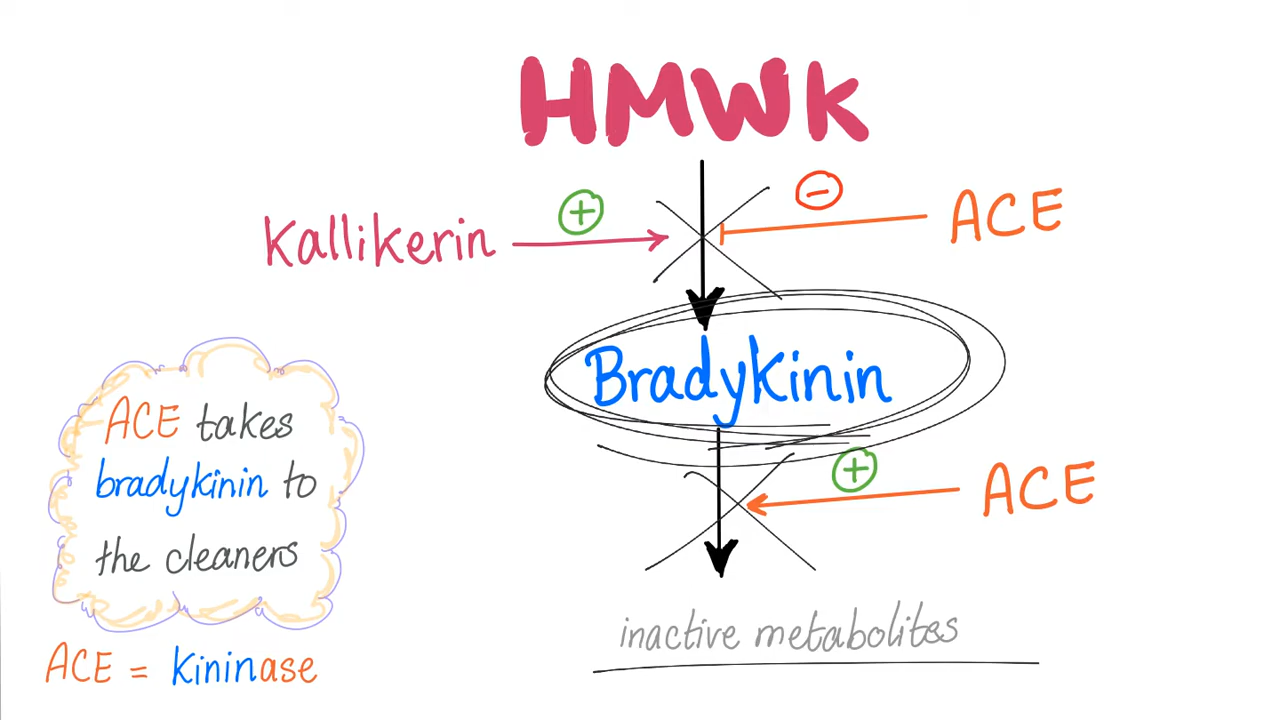 HMWK
Kallikerin + − ACE
Bradykinin
ACE takes
bradykinin to
the cleaners
+ ACE
inactive metabolites
ACE = kininase